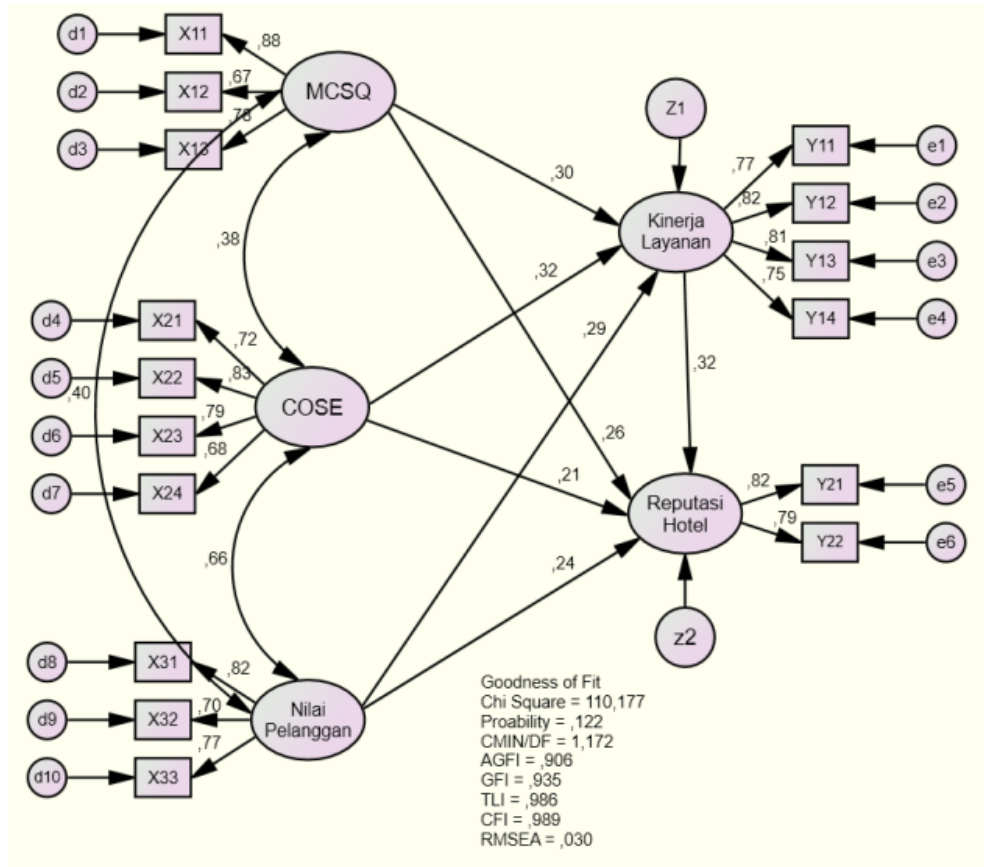 d1
X11
,88
d2
X12
,67
MCSQ
d3
X13
,78
Z1
Y11
e1
,77
,30
Kinerja
Layanan
,82
Y12
e2
,81
Y13
e3
,75
Y14
e4
,38
,32
,29
,32
d4
X21
,72
d5
X22
,83
,40
COSE
d6
X23
,79
,68
d7
X24
,26
,21
Reputasi
Hotel
,82
Y21
e5
,79
Y22
e6
,66
,24
z2
d8
X31
,82
d9
X32
,70
Nilai
Pelanggan
d10
X33
,77
Goodness of Fit
Chi Square = 110,177
Proability = ,122
CMIN/DF = 1,172
AGFI = ,906
GFI = ,935
TLI = ,986
CFI = ,989
RMSEA = ,030